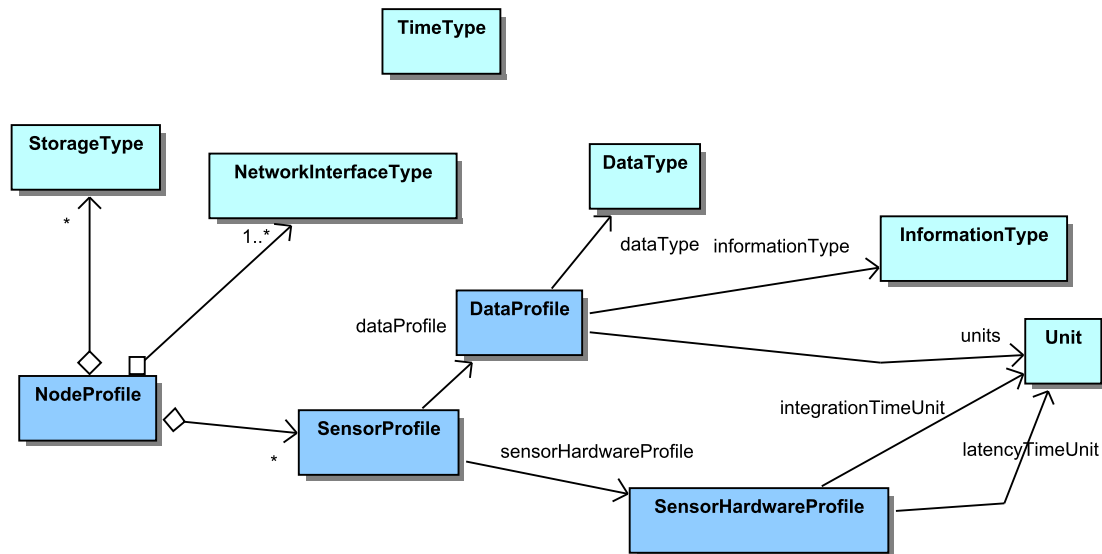 TimeType
StorageType
NetworkInterfaceType
DataType
*
1..*
dataType
informationType
InformationType
DataProfile
dataProfile
units
Unit
NodeProfile
integrationTimeUnit
SensorProfile
*
sensorHardwareProfile
latencyTimeUnit
SensorHardwareProfile